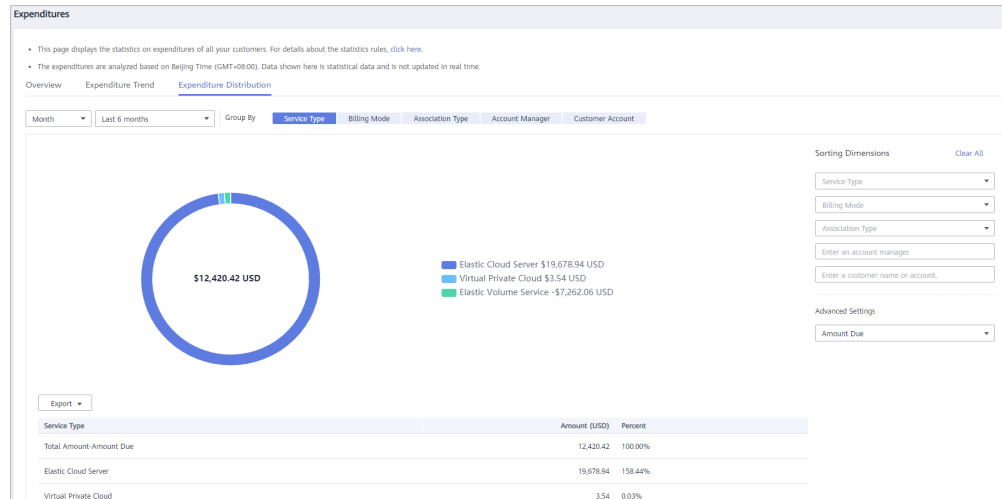 Expenditures
This page displays the statistics on expenditures of all your customers. For details about the statistics rules, click here.
The expenditures are analyzed based on Beijing Time (GMT+08:00). Data shown here is statistical data and is not updated in real time.
Overview Expenditure Trend Expenditure Distribution
Month Last 6 months Group By Service Type Billing Mode Association Type Account Manager Customer Account
Sorting Dimensions Clear All
Service Type
Billing Mode
Association Type
Enter an account manager.
Enter a customer name or account.
Advanced Settings
Amount Due
$12,420.42 USD
Elastic Cloud Server $19,678.94 USD
Virtual Private Cloud $3.54 USD
Elastic Volume Service -$7,262.06 USD
Export
Service Type Amount (USD) Percent
Total Amount-Amount Due 12,420.42 100.00%
Elastic Cloud Server 19,678.94 158.44%
Virtual Private Cloud 3.54 0.03%